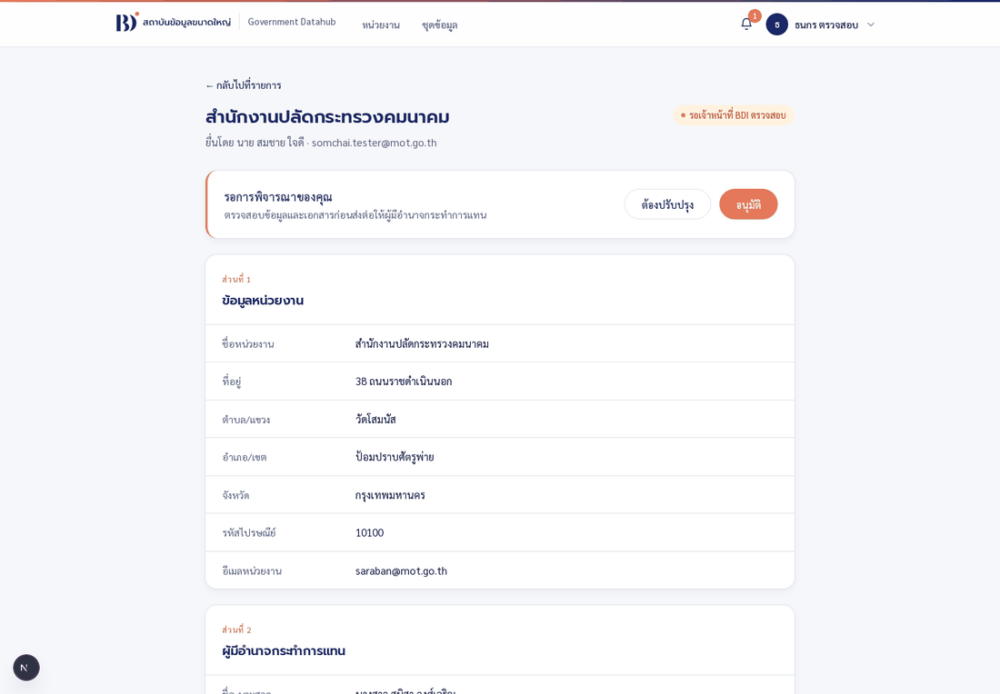 สถาบันข้อมูลขนาดใหญ่
Government Datahub
หน่วยงาน
ชุดข้อมูล
1
ธ
ธนกร ตรวจสอบ
← กลับไปที่รายการ
สำนักงานปลัดกระทรวงคมนาคม
รอเจ้าหน้าที่ BDI ตรวจสอบ
ยื่นโดย นาย สมชาย ใจดี · somchai.tester@mot.go.th
รอการพิจารณาของคุณ
ตรวจสอบข้อมูลและเอกสารก่อนส่งต่อให้ผู้มีอำนาจกระทำการแทน
ต้องปรับปรุง
อนุมัติ
ส่วนที่ 1
ข้อมูลหน่วยงาน
ชื่อหน่วยงาน สำนักงานปลัดกระทรวงคมนาคม
ที่อยู่ 38 ถนนราชดำเนินนอก
ตำบล/แขวง วัดโสมนัส
อำเภอ/เขต ป้อมปราบศัตรูพ่าย
จังหวัด กรุงเทพมหานคร
รหัสไปรษณีย์ 10100
อีเมลหน่วยงาน saraban@mot.go.th
ส่วนที่ 2
ผู้มีอำนาจกระทำการแทน
N